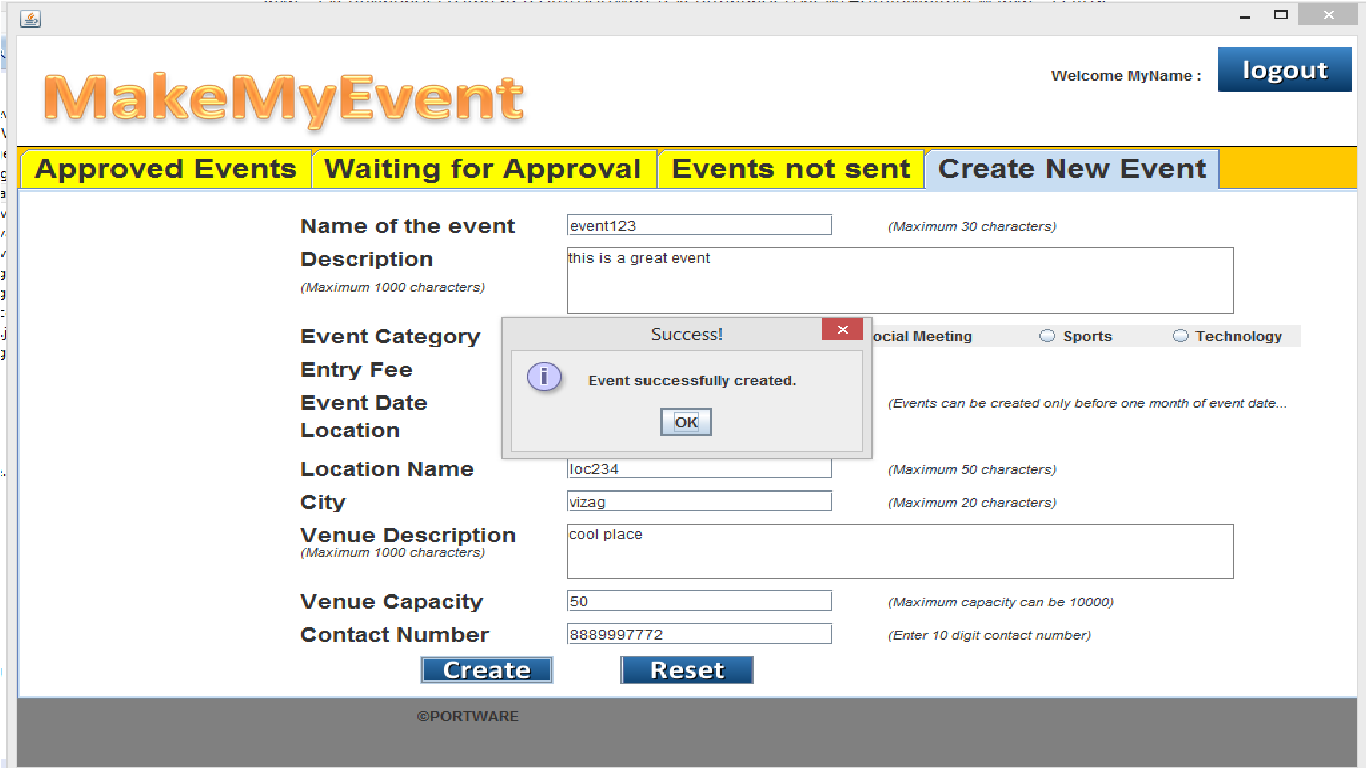 MakeMyEvent
Welcome MyName :
logout
Approved Events
Waiting for Approval
Events not sent
Create New Event
Name of the event
event123
(Maximum 30 characters)
Description
this is a great event
(Maximum 1000 characters)
Event Category
Meeting
Sports
Technology
Entry Fee
Event Date
(Events can be created only before one month of event date...
Location
Success!
Event successfully created.
OK
Location Name
loc234
(Maximum 50 characters)
City
vizag
(Maximum 20 characters)
Venue Description
cool place
(Maximum 1000 characters)
Venue Capacity
50
(Maximum capacity can be 10000)
Contact Number
8889997772
(Enter 10 digit contact number)
Create
Reset
©PORTWARE